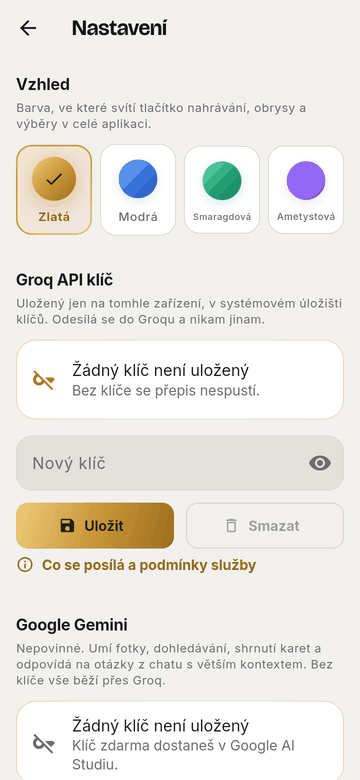 Nastavení
Vzhled
Barva, ve které svítí tlačítko nahrávání, obrysy a
výběry v celé aplikaci.
Zlatá
Modrá
Smaragdová
Ametystová
Groq API klíč
Uložený jen na tomhle zařízení, v systémovém úložišti
klíčů. Odesílá se do Groqu a nikam jinam.
Žádný klíč není uložený
Bez klíče se přepis nespustí.
Nový klíč
Uložit
Smazat
Co se posílá a podmínky služby
Google Gemini
Nepovinné. Umí fotky, dohledávání, shrnutí karet a
odpovídá na otázky z chatu s větším kontextem. Bez
klíče vše běží přes Groq.
Žádný klíč není uložený
Klíč zdarma dostaneš v Google AI
Studiu.